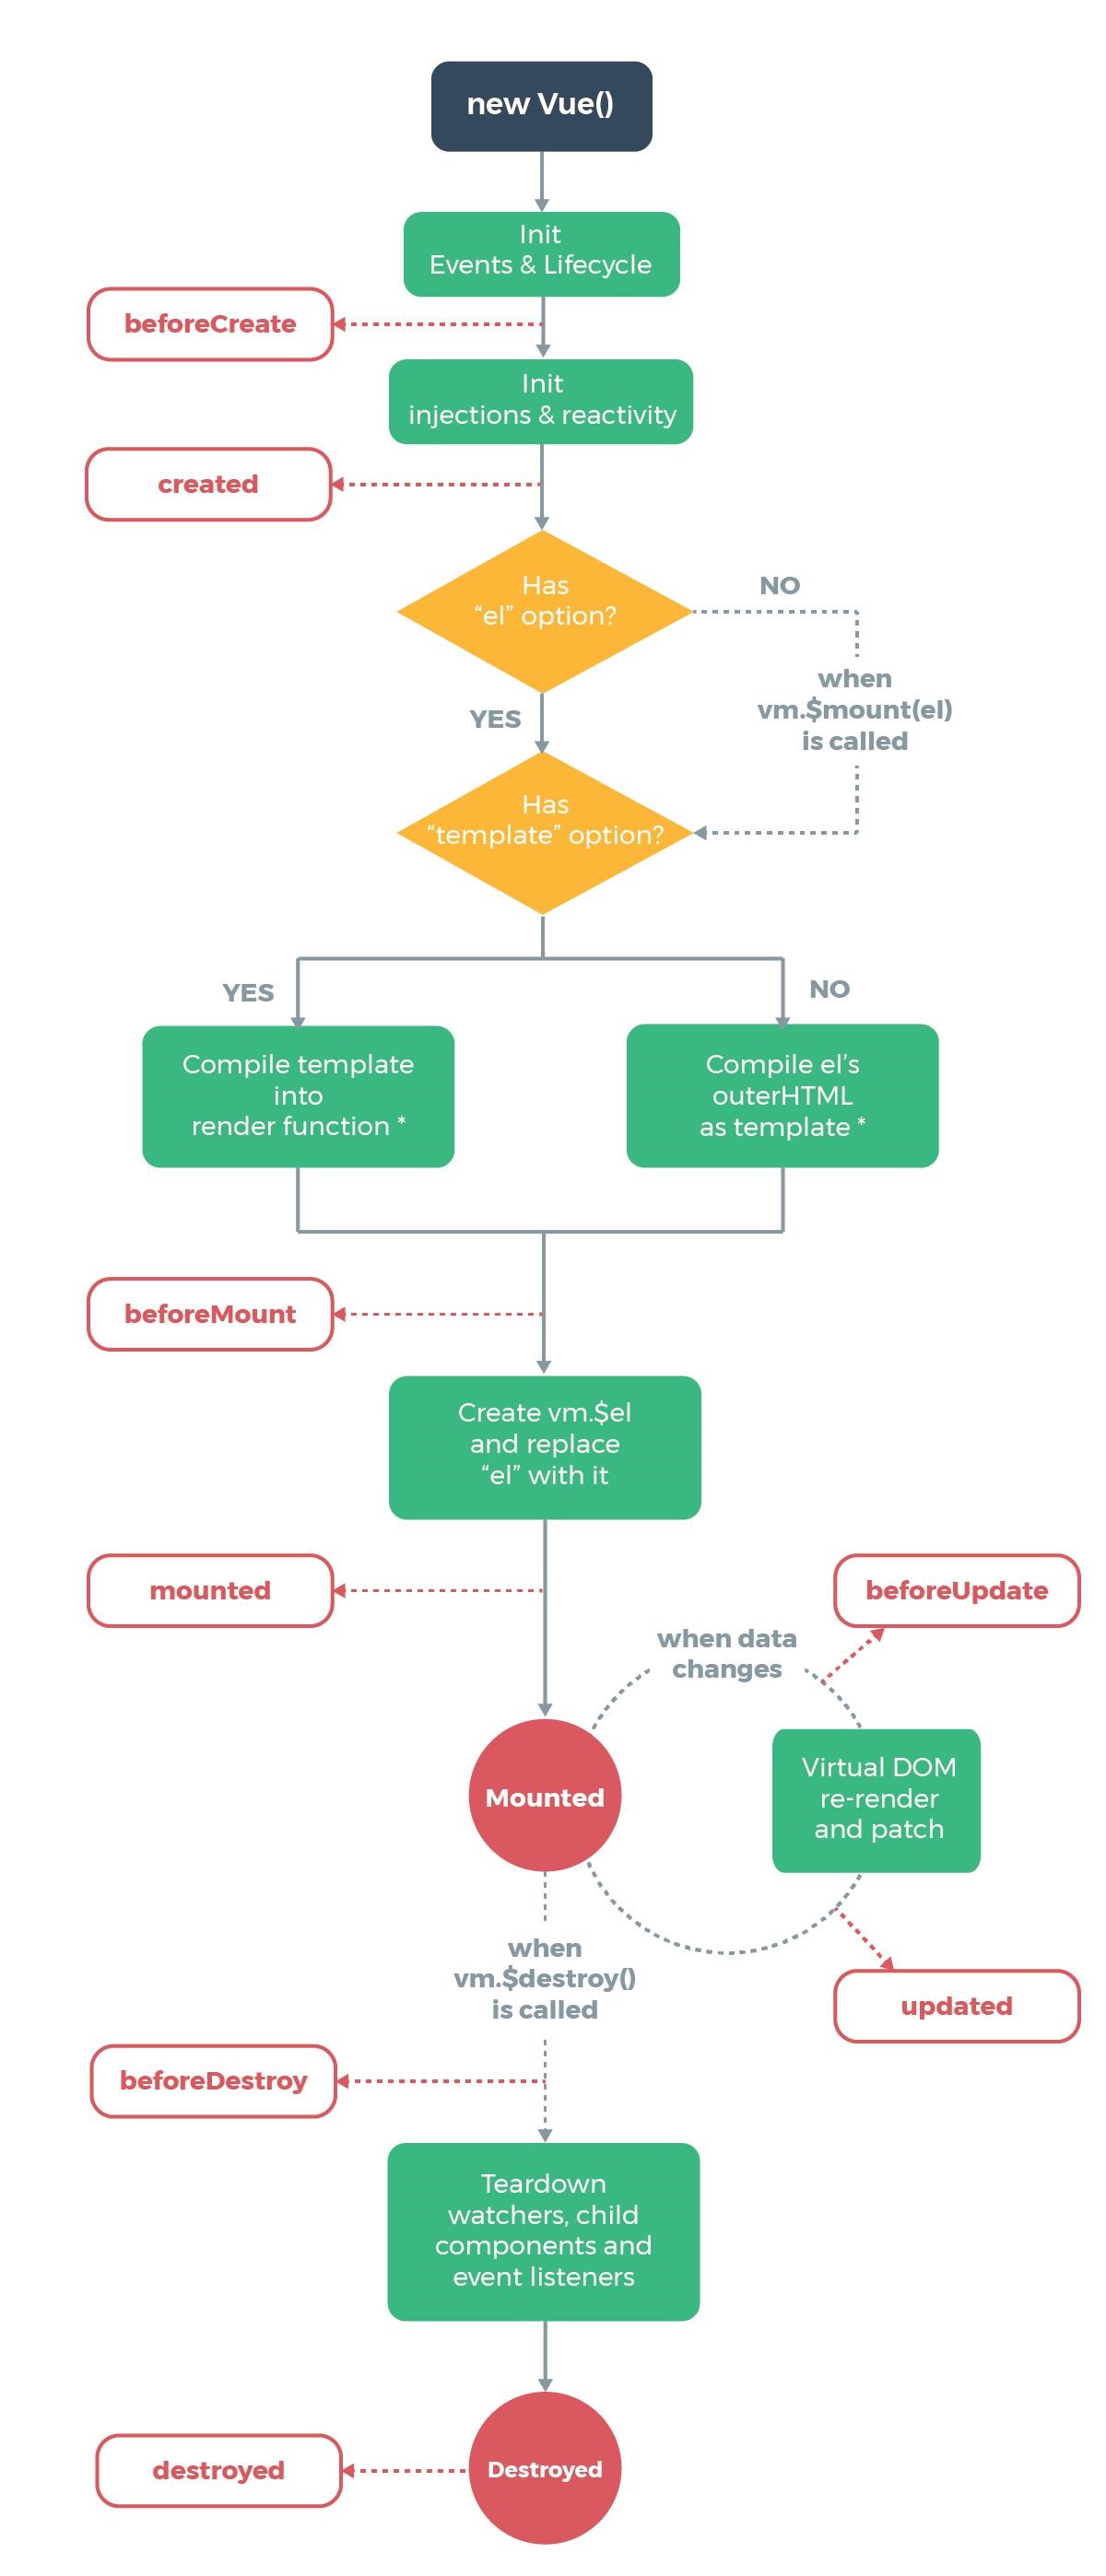 new Vue()
Init
Events & Lifecycle
beforeCreate
Init
injections & reactivity
created
Has
“el” option?
NO
when
vm.$mount(el)
is called
YES
Has
“template” option?
YES
NO
Compile template
into
render function *
Compile el’s
outerHTML
as template *
beforeMount
Create vm.$el
and replace
“el” with it
mounted
beforeUpdate
when data
changes
Mounted
Virtual DOM
re-render
and patch
when
vm.$destroy()
is called
updated
beforeDestroy
Teardown
watchers, child
components and
event listeners
destroyed
Destroyed